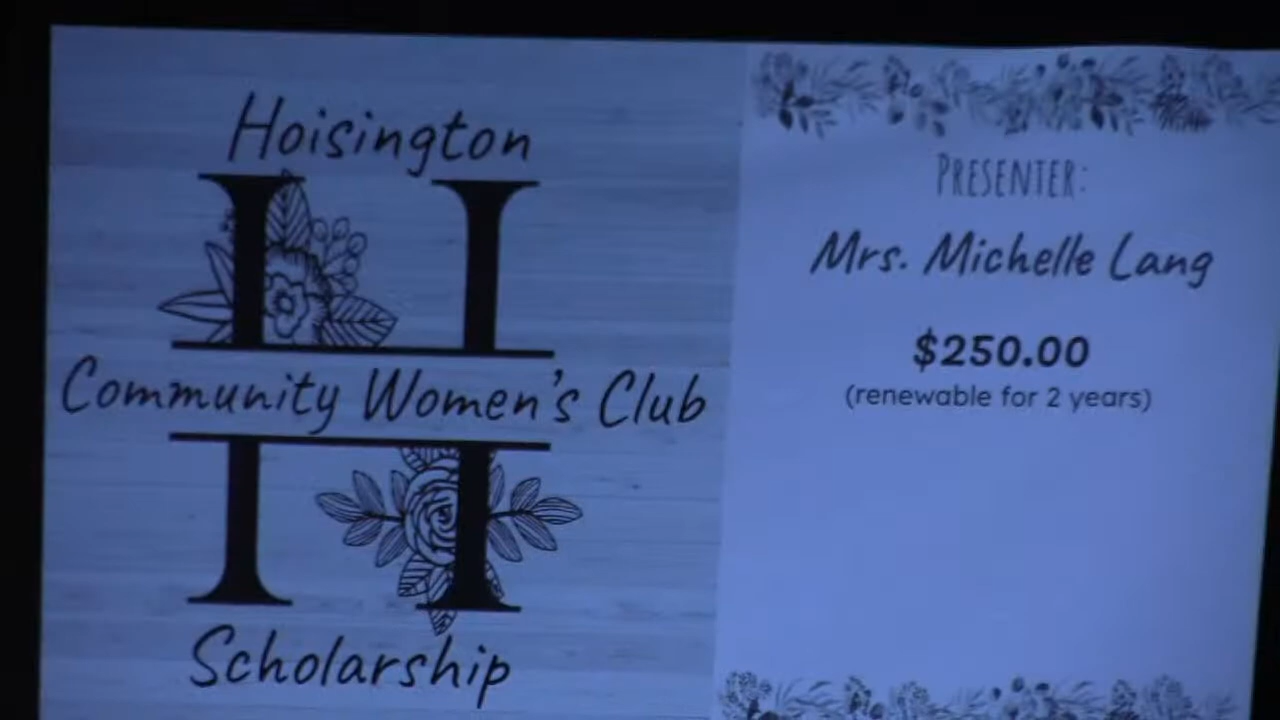 Hoisington
H
Community Women's Club
Scholarship
PRESENTER:
Mrs. Michelle Lang
$250.00
(renewable for 2 years)